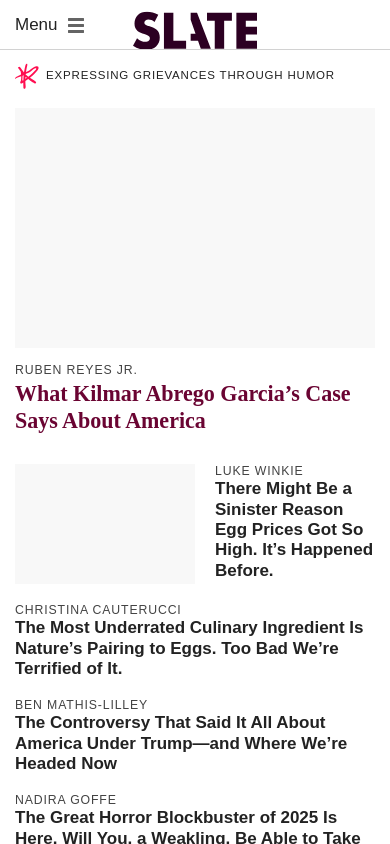 Menu
SLATE
EXPRESSING GRIEVANCES THROUGH HUMOR
RUBEN REYES JR.
What Kilmar Abrego Garcia’s Case
Says About America
LUKE WINKIE
There Might Be a
Sinister Reason
Egg Prices Got So
High. It’s Happened
Before.
CHRISTINA CAUTERUCCI
The Most Underrated Culinary Ingredient Is
Nature’s Pairing to Eggs. Too Bad We’re
Terrified of It.
BEN MATHIS-LILLEY
The Controversy That Said It All About
America Under Trump—and Where We’re
Headed Now
NADIRA GOFFE
The Great Horror Blockbuster of 2025 Is
Here. Will You, a Weakling, Be Able to Take